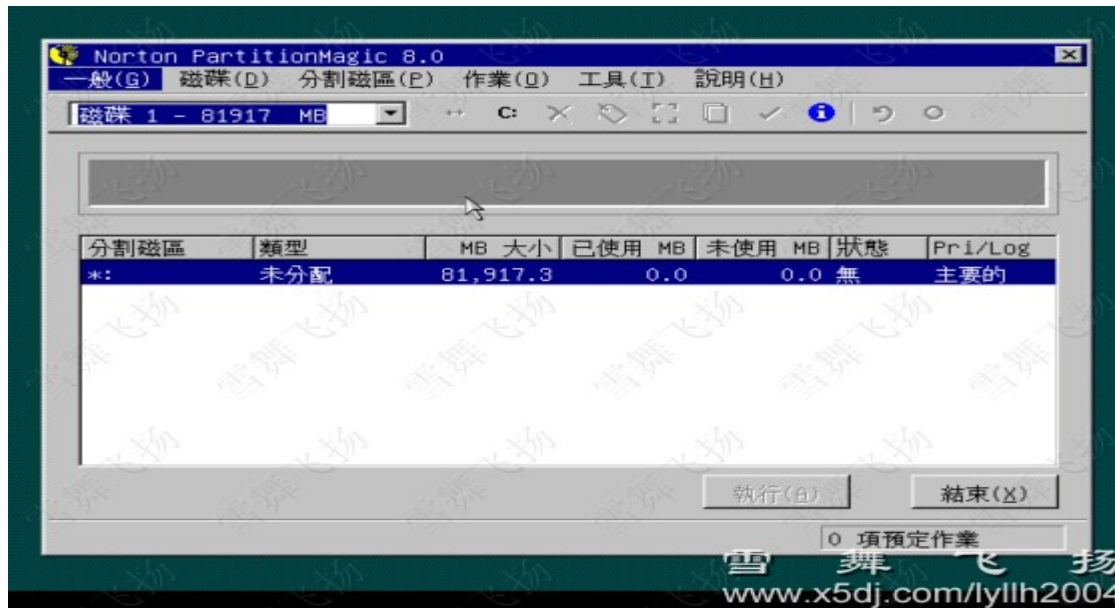 Norton PartitionMagic 8.0
一般(G) 磁碟(D) 分割磁區(P) 作業(O) 工具(I) 說明(H)
磁碟 1 - 81917 MB C:
分割磁區 類型 MB 大小 已使用 MB 未使用 MB 狀態 Pri/Log
*: 未分配 81,917.3 0.0 0.0 無 主要的
執行(A) 結束(X)
0 項預定作業
雪舞飞扬
www.x5dj.com/lyllh2004